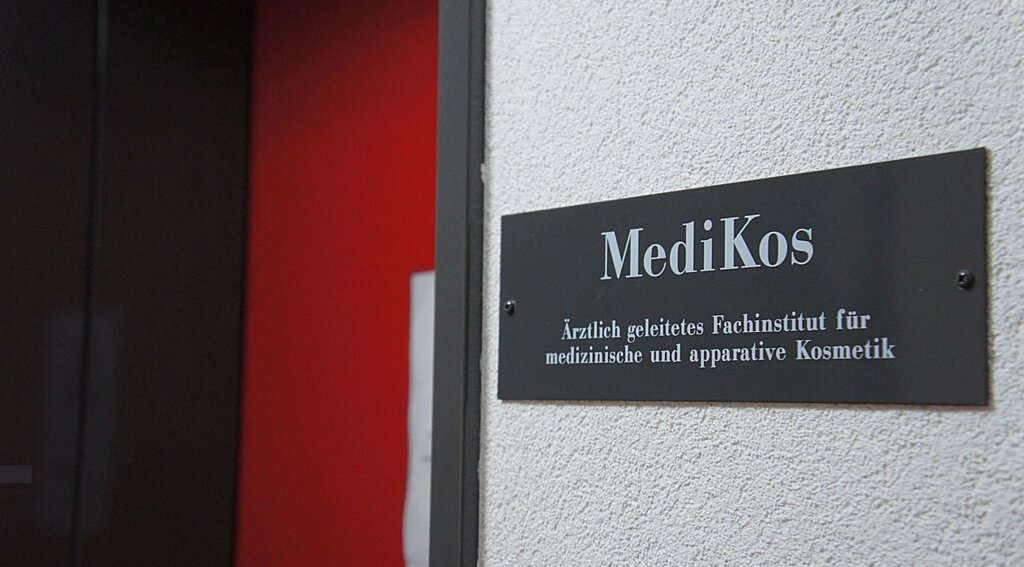 MediKos
Ärztlich geleitetes Fachinstitut für
medizinische und apparative Kosmetik